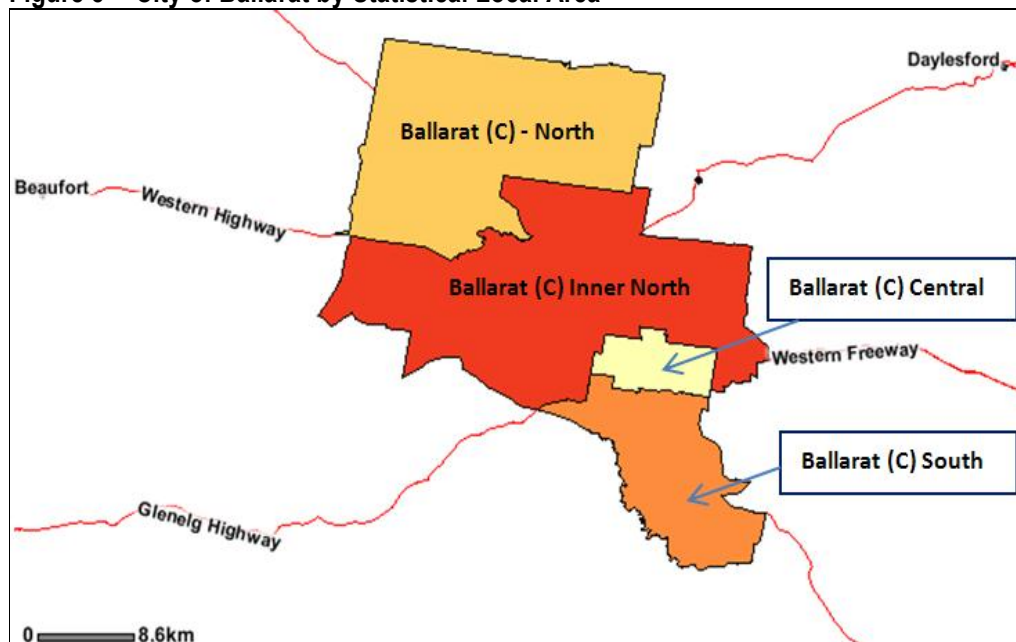 Daylesford
Ballarat (C) - North
Beaufort
Western Highway
Ballarat (C) Inner North
Ballarat (C) Central
Western Freeway
Ballarat (C) South
Glenelg Highway
0 8.6km